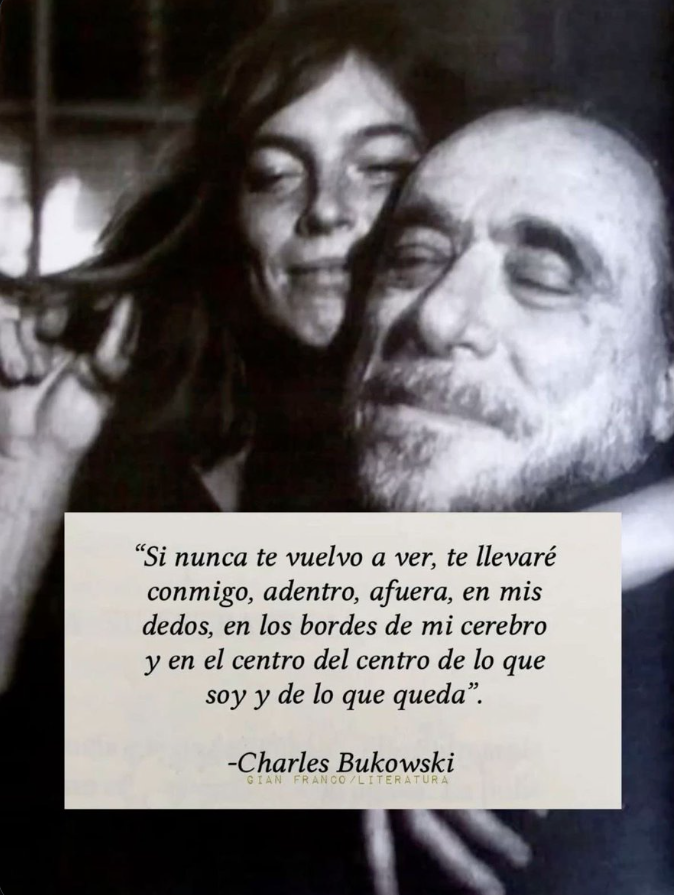 “Si nunca te vuelvo a ver, te llevaré
conmigo, adentro, afuera, en mis
dedos, en los bordes de mi cerebro
y en el centro del centro de lo que
soy y de lo que queda”.
-Charles Bukowski
GIAN FRANCO/LITERATURA